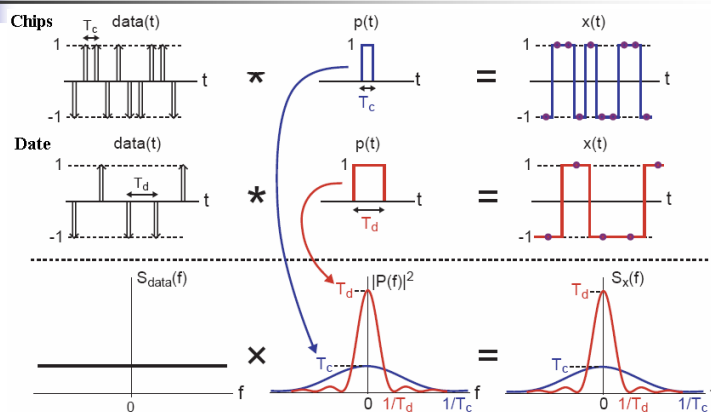 Chips Tc data(t) p(t) x(t)
1 1 1
t * t = t
-1 Tc -1
Date data(t) p(t) x(t)
1 Td 1 1
t * t = t
-1 Td -1
Sdata(f) Td |P(f)|² Td Sx(f)
× Tc = Tc
f f f
0 0 1/Td 1/Tc 0 1/Td 1/Tc